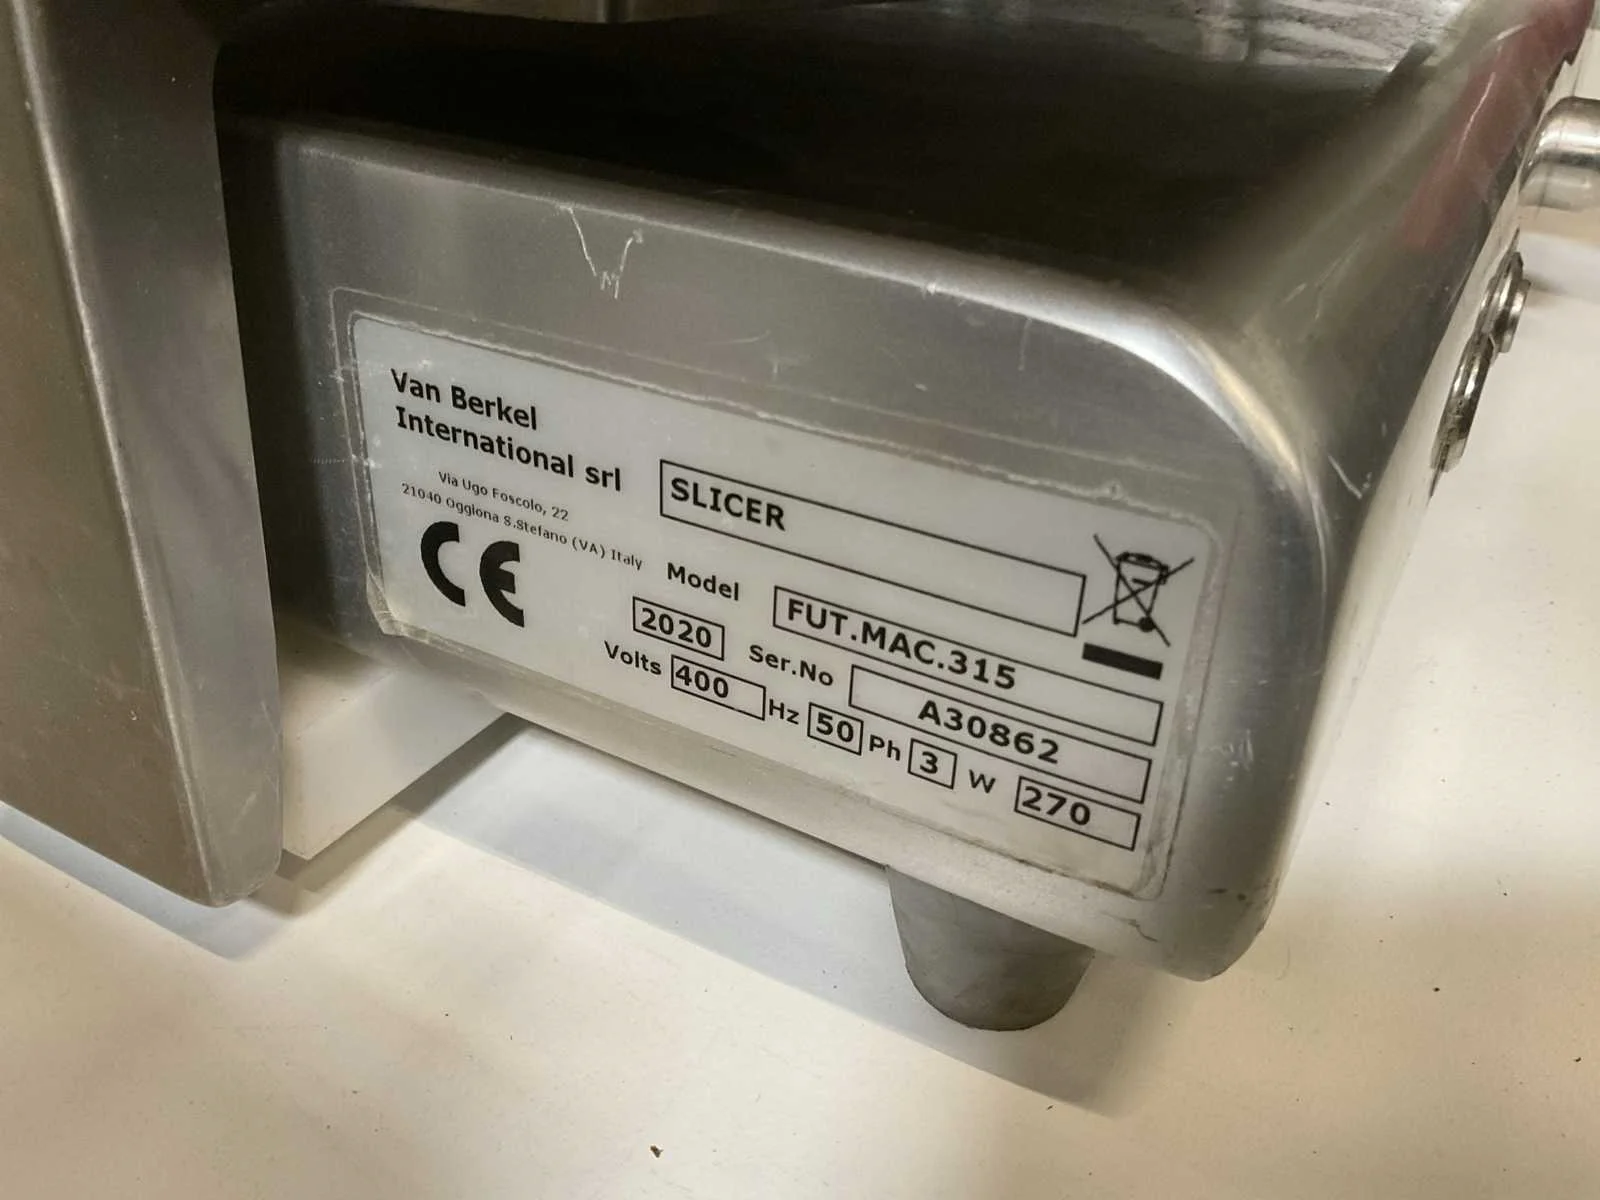 Van Berkel
International srl
Via Ugo Foscolo, 22
21040 Oggiona S.Stefano (VA) Italy
CE
SLICER
Model FUT.MAC.315
2020 Ser.No A30862
Volts 400 Hz 50 Ph 3 W 270